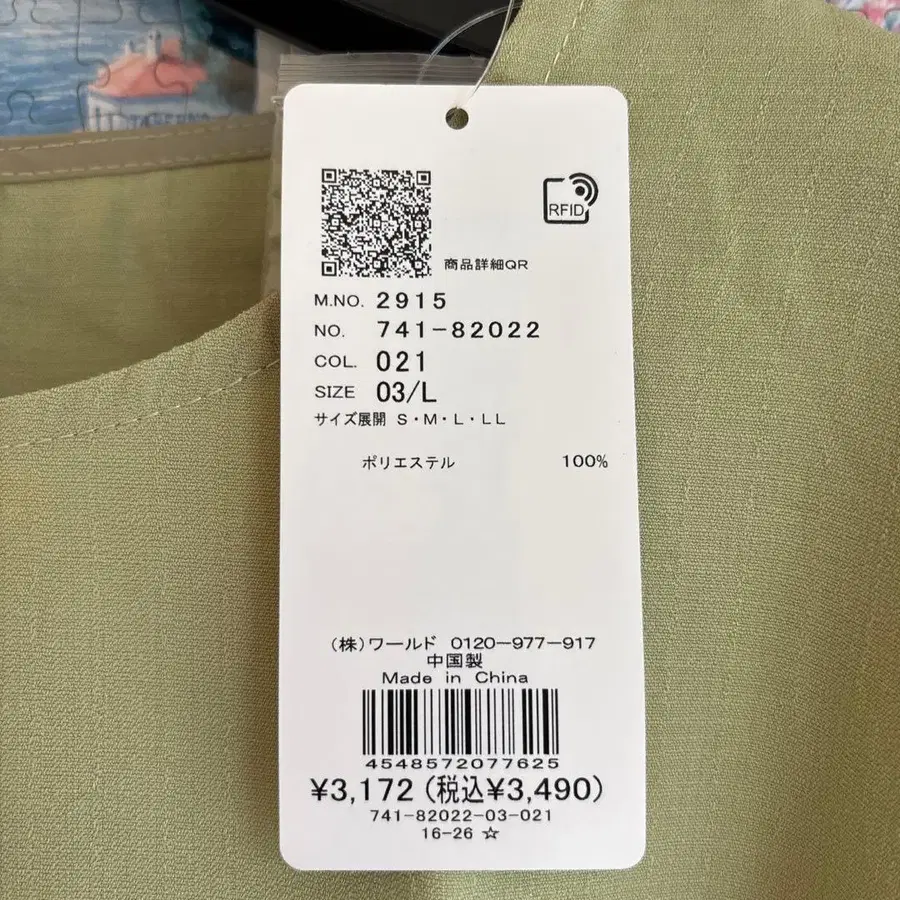 RFID
商品詳細QR
M.NO. 2915
NO. 741-82022
COL. 021
SIZE 03/L
サイズ展開 S・M・L・LL
ポリエステル 100%
(株)ワールド 0120-977-917
中国製
Made in China
4548572077625
¥3,172(税込¥3,490)
741-82022-03-021
16-26 ☆